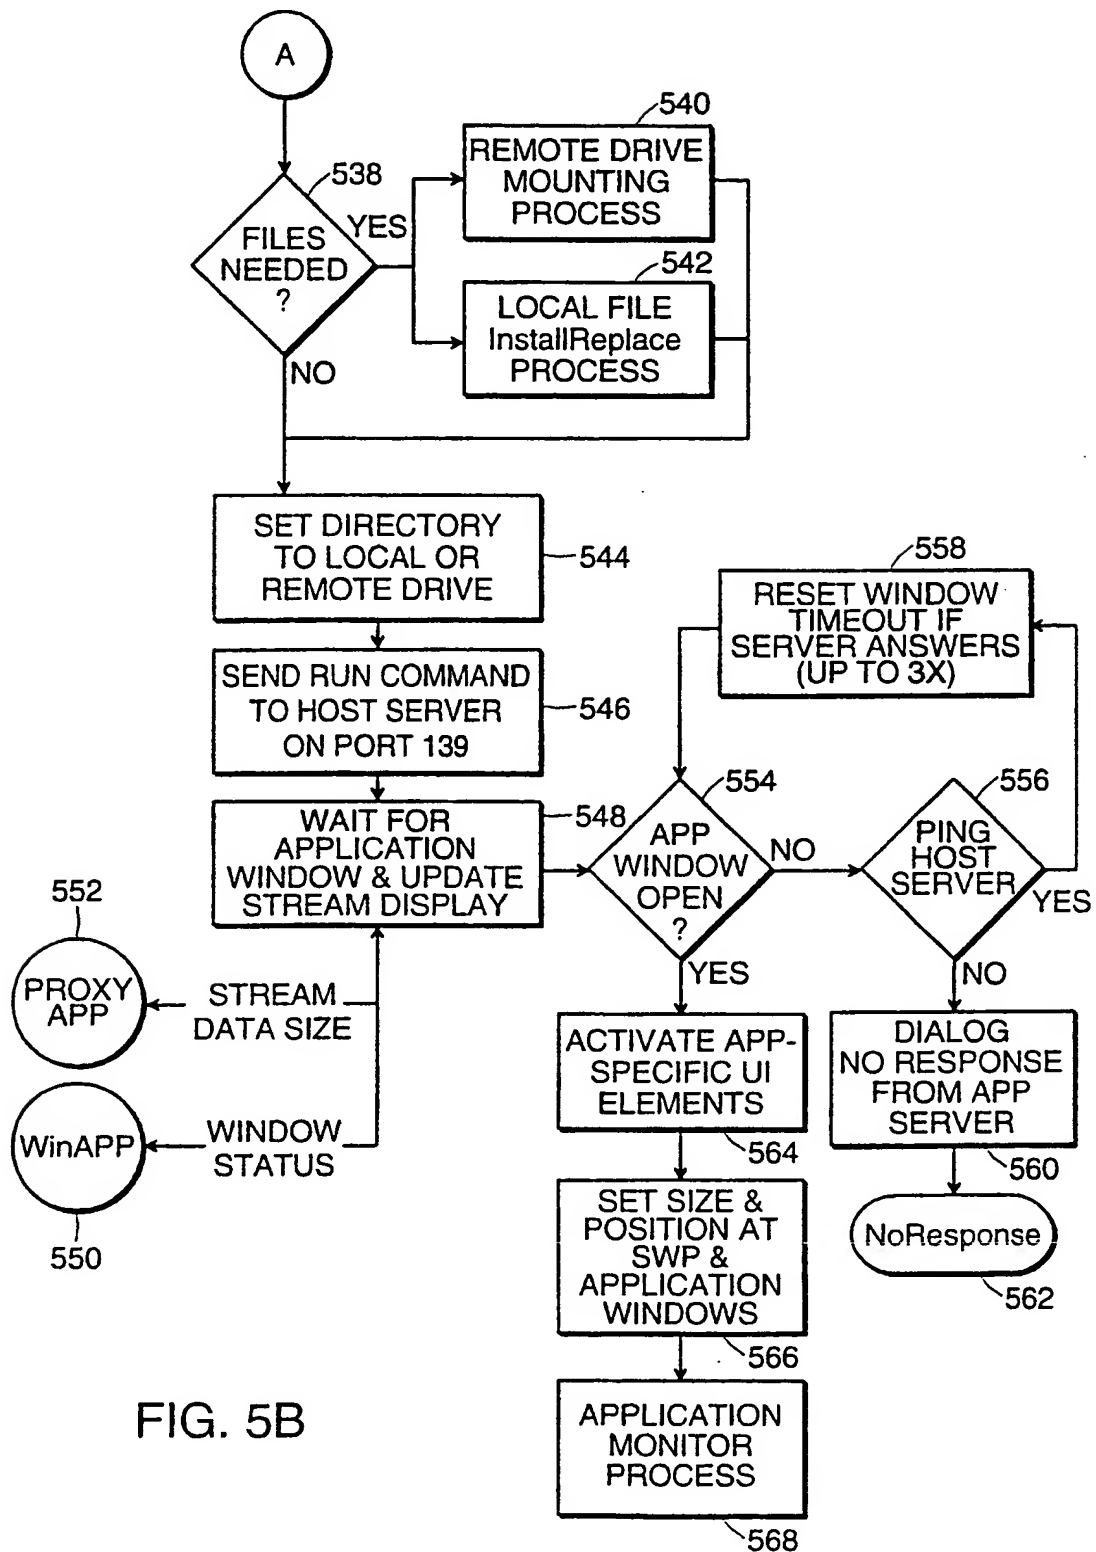 A
538
FILES
NEEDED
?
YES
NO
540
REMOTE DRIVE
MOUNTING
PROCESS
542
LOCAL FILE
InstallReplace
PROCESS
SET DIRECTORY
TO LOCAL OR
REMOTE DRIVE
544
SEND RUN COMMAND
TO HOST SERVER
ON PORT 139
546
WAIT FOR
APPLICATION
WINDOW & UPDATE
STREAM DISPLAY
548
552
PROXY
APP
STREAM
DATA SIZE
WinAPP
WINDOW
STATUS
550
558
RESET WINDOW
TIMEOUT IF
SERVER ANSWERS
(UP TO 3X)
554
APP
WINDOW
OPEN
?
NO
YES
556
PING
HOST
SERVER
YES
NO
ACTIVATE APP-
SPECIFIC UI
ELEMENTS
564
DIALOG
NO RESPONSE
FROM APP
SERVER
560
SET SIZE &
POSITION AT
SWP &
APPLICATION
WINDOWS
566
NoResponse
562
APPLICATION
MONITOR
PROCESS
568
FIG. 5B